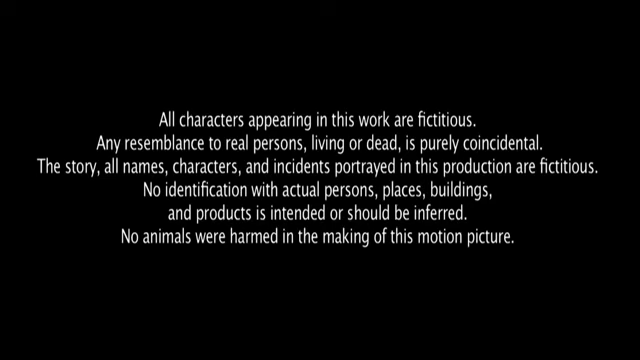 All characters appearing in this work are fictitious.
Any resemblance to real persons, living or dead, is purely coincidental.
The story, all names, characters, and incidents portrayed in this production are fictitious.
No identification with actual persons, places, buildings,
and products is intended or should be inferred.
No animals were harmed in the making of this motion picture.